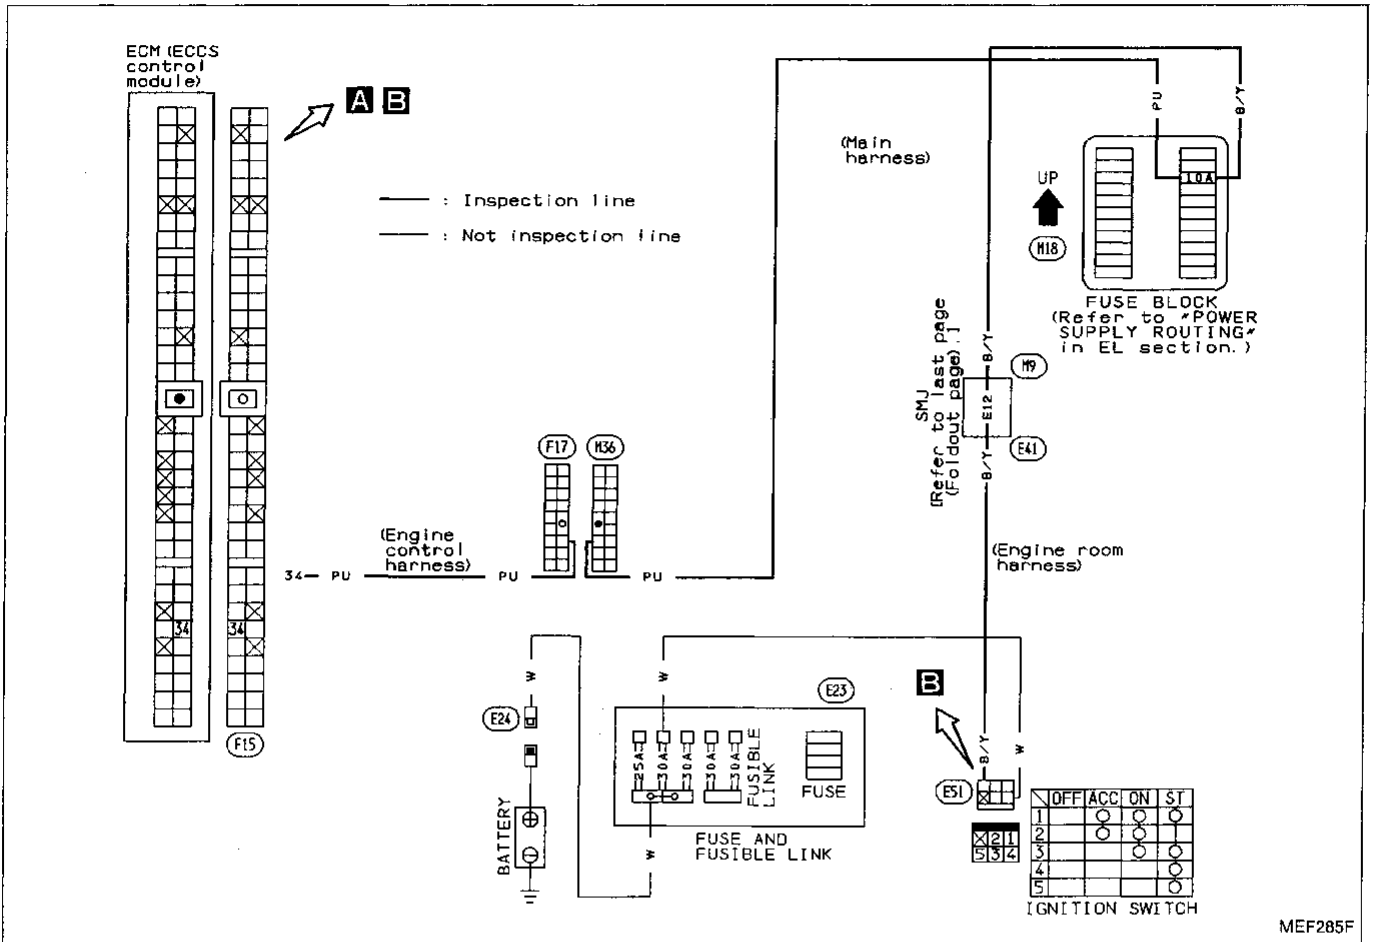 ECM (ECCS
control
module)
A B
: Inspection line
: Not inspection line
(Main
harness)
PU
B/Y
10A
UP
M18
FUSE BLOCK
(Refer to "POWER
SUPPLY ROUTING"
in EL section.)
B/Y
M9
SMJ
[Refer to last page
(Foldout page).]
E12
E41
B/Y
F17
M36
(Engine
control
harness)
34
PU
PU
PU
(Engine room
harness)
34
34
F15
W
E24
BATTERY
W
E23
25A
30A
30A
30A
30A
FUSIBLE
LINK
FUSE
FUSE AND
FUSIBLE LINK
W
B
B/Y
W
E51
2 1
5 3 4
OFF ACC ON ST
1
2
3
4
5
IGNITION SWITCH
MEF285F